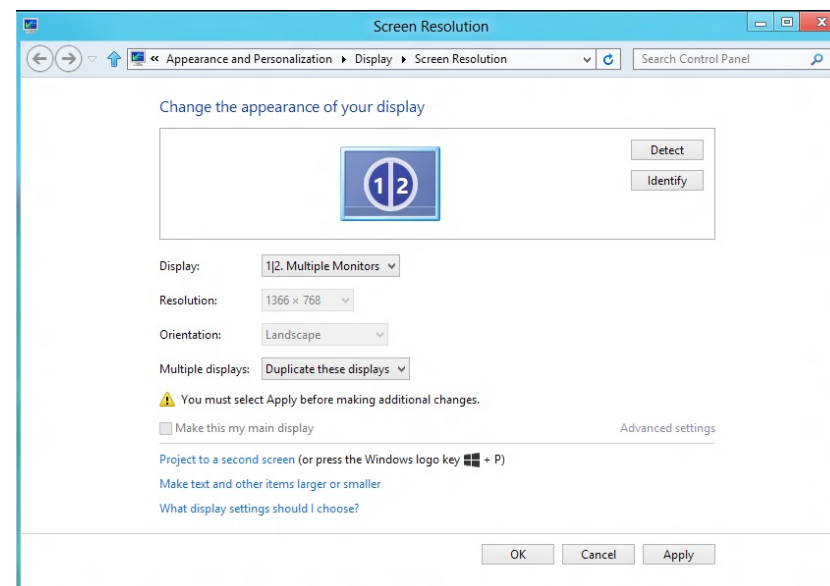 Screen Resolution
« Appearance and Personalization Display Screen Resolution Search Control Panel
Change the appearance of your display
1|2
Detect
Identify
Display: 1|2. Multiple Monitors
Resolution: 1366 × 768
Orientation: Landscape
Multiple displays: Duplicate these displays
You must select Apply before making additional changes.
Make this my main display Advanced settings
Project to a second screen (or press the Windows logo key + P)
Make text and other items larger or smaller
What display settings should I choose?
OK Cancel Apply